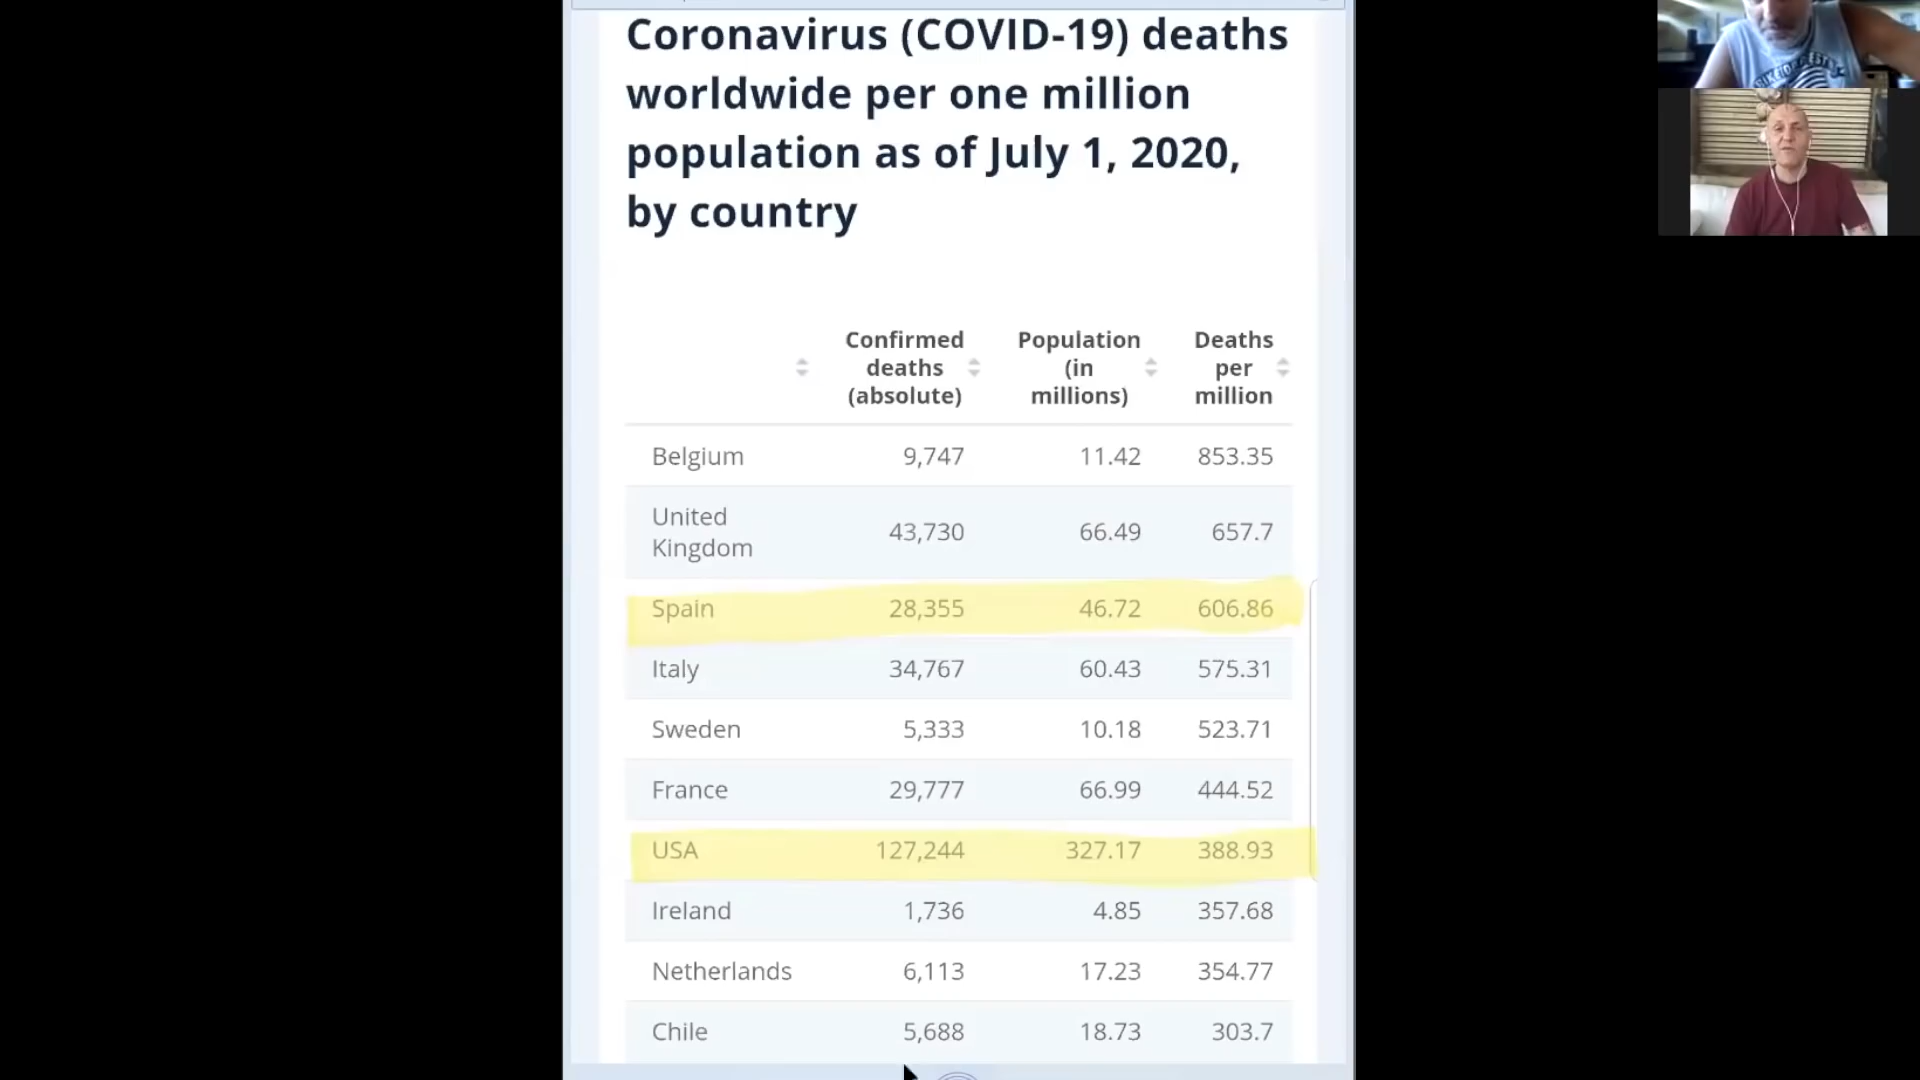 Coronavirus (COVID-19) deaths
worldwide per one million
population as of July 1, 2020,
by country
Confirmed deaths (absolute) Population (in millions) Deaths per million
Belgium 9,747 11.42 853.35
United Kingdom 43,730 66.49 657.7
Spain 28,355 46.72 606.86
Italy 34,767 60.43 575.31
Sweden 5,333 10.18 523.71
France 29,777 66.99 444.52
USA 127,244 327.17 388.93
Ireland 1,736 4.85 357.68
Netherlands 6,113 17.23 354.77
Chile 5,688 18.73 303.7